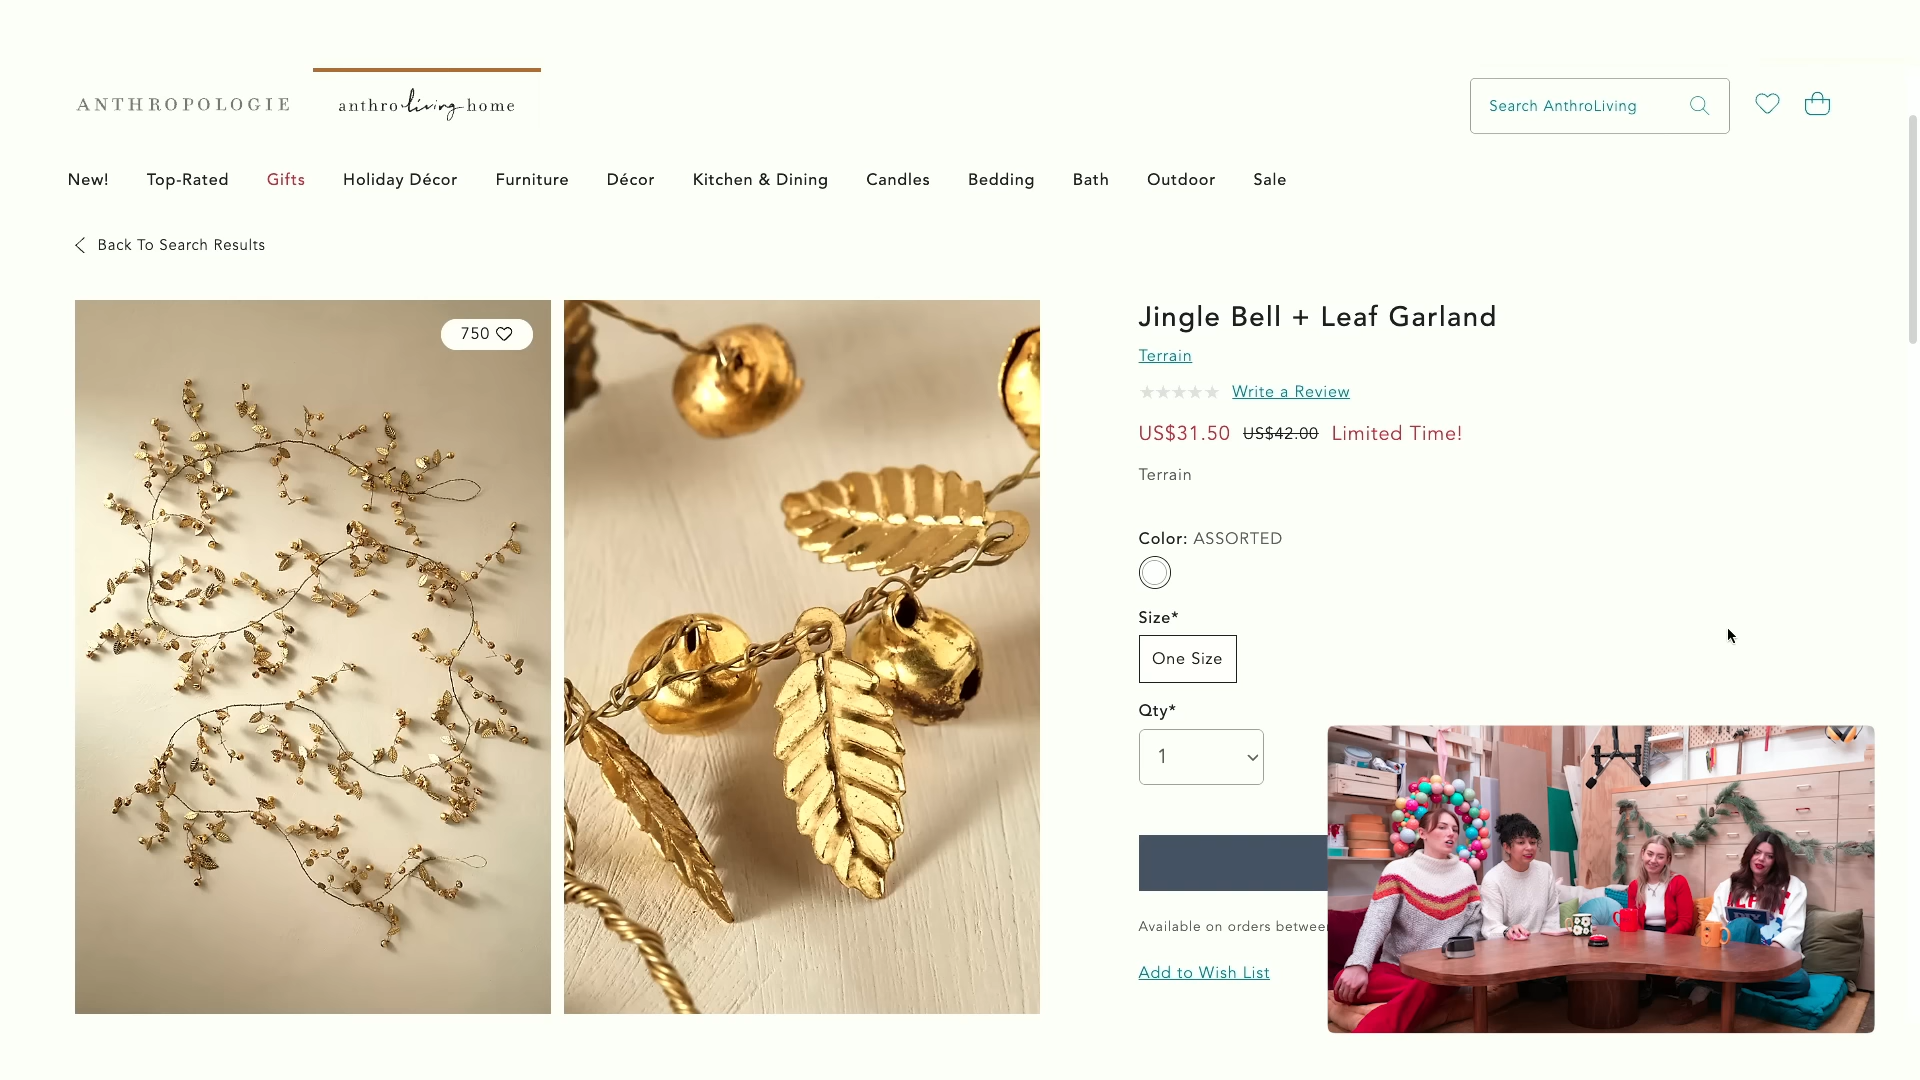 ANTHROPOLOGIE
anthroliving home
Search AnthroLiving
New! Top-Rated Gifts Holiday Décor Furniture Décor Kitchen & Dining Candles Bedding Bath Outdoor Sale
Back To Search Results
750
Jingle Bell + Leaf Garland
Terrain
Write a Review
US$31.50 US$42.00 Limited Time!
Terrain
Color: ASSORTED
Size*
One Size
Qty*
1
Available on orders between
Add to Wish List